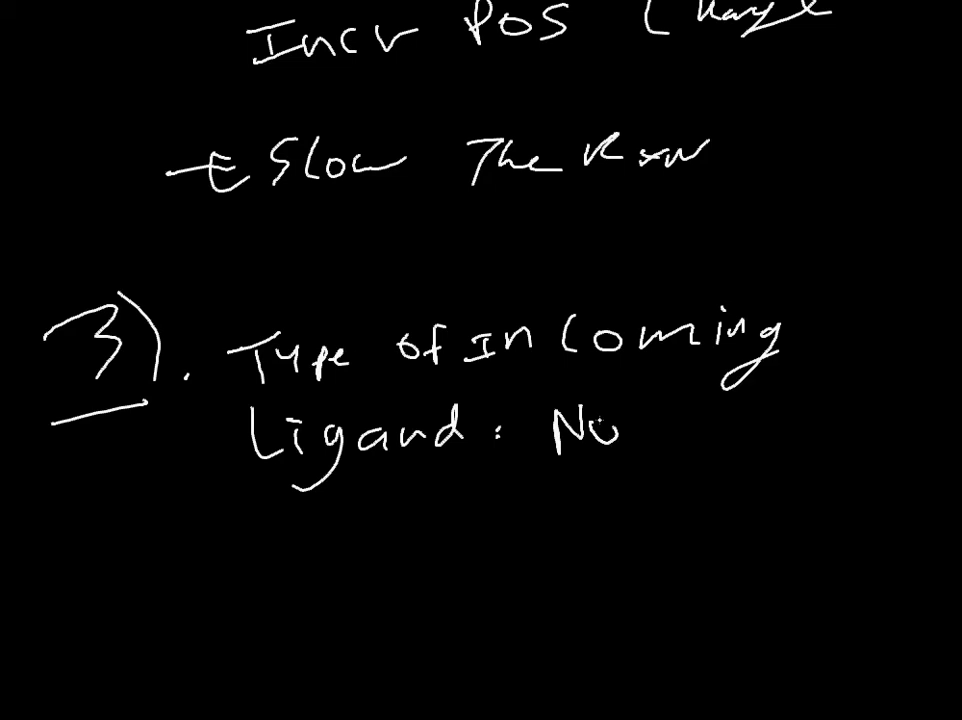 Incr POS Charge
Slow The Rxn
3). Type of Incoming
Ligand: No